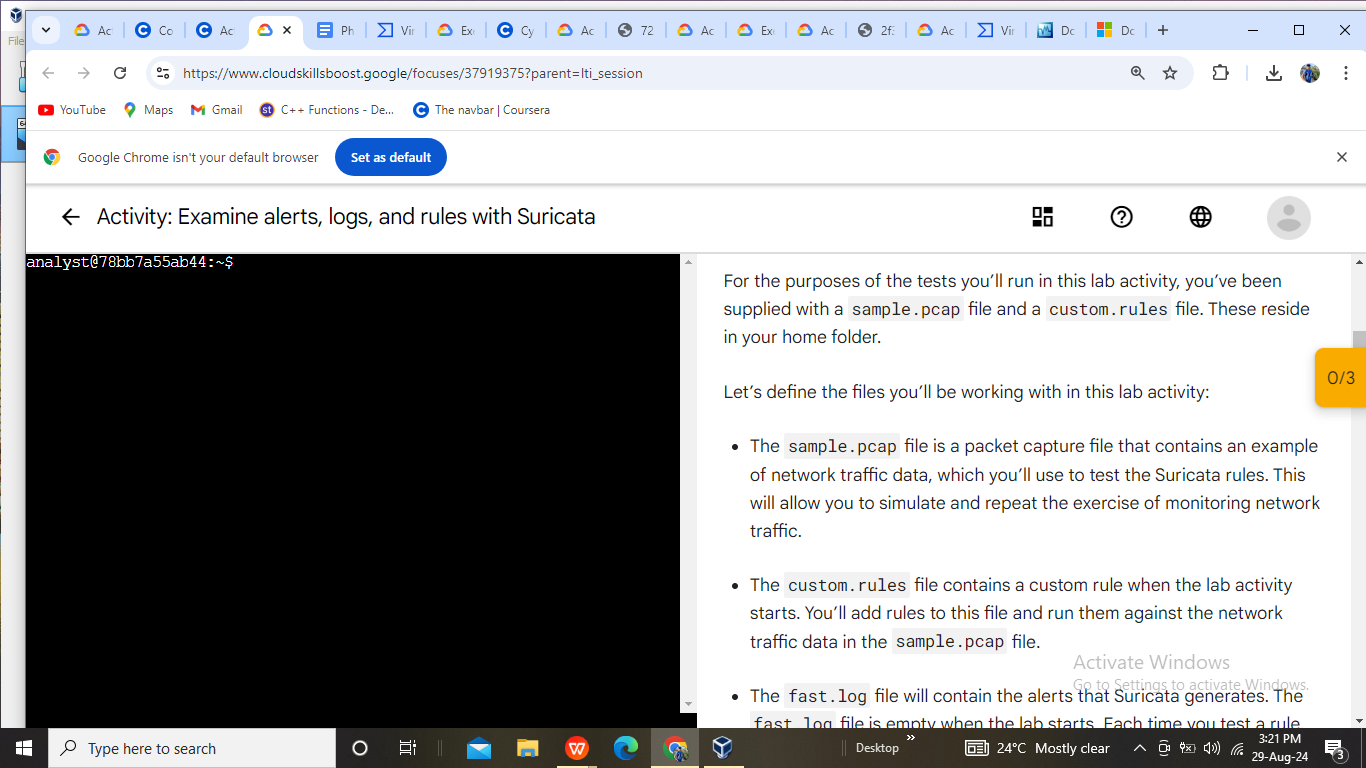 File
Ac
Co
Ac
Ph
Vir
Exa
Cy
Ac
72
Ac
Exa
Ac
2f:
Ac
Vir
Dc
Dc
https://www.cloudskillsboost.google/focuses/37919375?parent=lti_session
YouTube
Maps
Gmail
C++ Functions - De...
The navbar | Coursera
Google Chrome isn't your default browser
Set as default
Activity: Examine alerts, logs, and rules with Suricata
analyst@78bb7a55ab44:~$
For the purposes of the tests you’ll run in this lab activity, you’ve been
supplied with a sample.pcap file and a custom.rules file. These reside
in your home folder.
0/3
Let’s define the files you’ll be working with in this lab activity:
• The sample.pcap file is a packet capture file that contains an example
of network traffic data, which you’ll use to test the Suricata rules. This
will allow you to simulate and repeat the exercise of monitoring network
traffic.
• The custom.rules file contains a custom rule when the lab activity
starts. You’ll add rules to this file and run them against the network
traffic data in the sample.pcap file.
Activate Windows
Go to Settings to activate Windows.
• The fast.log file will contain the alerts that Suricata generates. The
fast.log file is empty when the lab starts. Each time you test a rule,
Type here to search
Desktop
24°C Mostly clear
3:21 PM
29-Aug-24
3